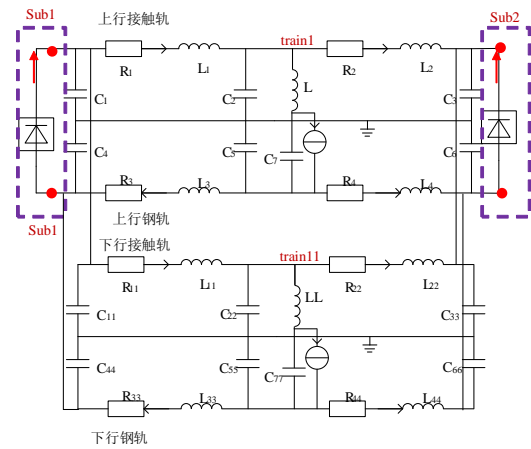 Sub1
上行接触轨
train1
Sub2
R1
L1
R2
L2
C1
C2
L
C3
C4
C5
C7
C6
R3
L3
R4
L4
Sub1
上行钢轨
下行接触轨
train11
R11
L11
LL
R22
L22
C11
C22
C33
C44
C55
C77
C66
R33
L33
R44
L44
下行钢轨